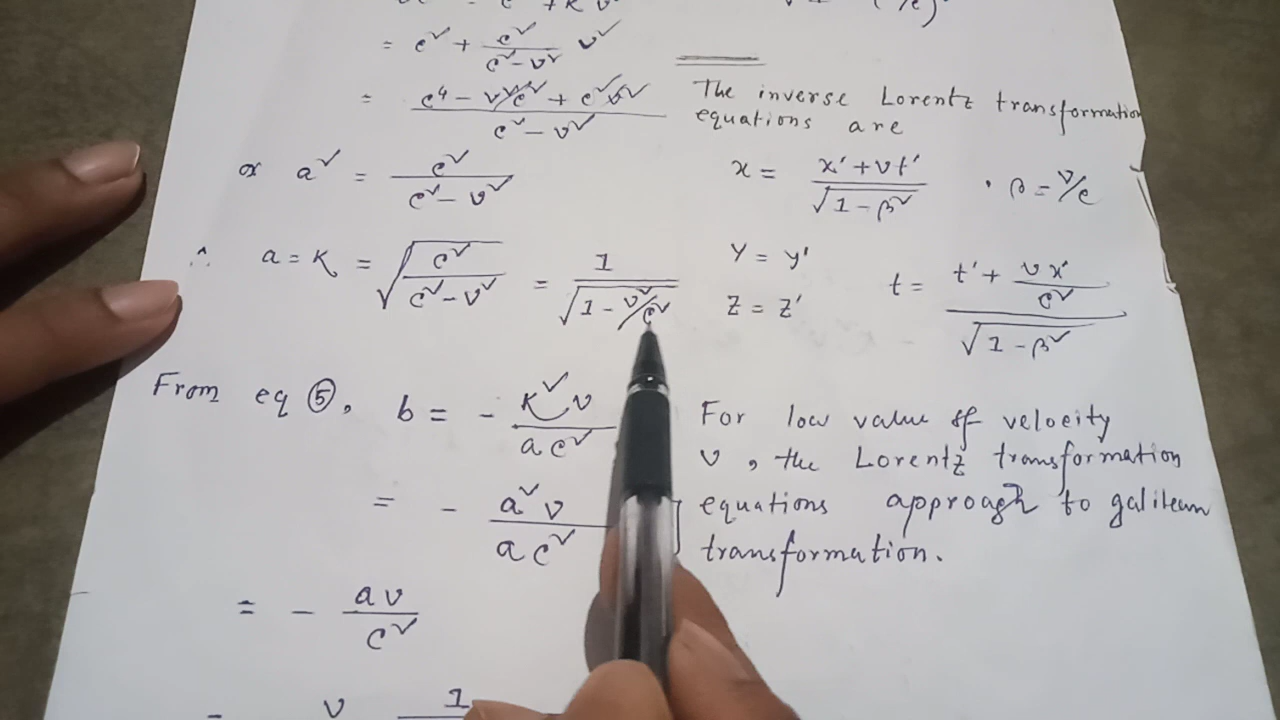 = c² + c²/(c² - v²) v²
= (c⁴ - v²c² + c²v²)/(c² - v²)
or a² = c²/(c² - v²)
∴ a = K = √(c²/(c² - v²)) = 1/√(1 - v²/c²)
From eq ⑤, b = - K²v/(ac²)
= - a²v/(ac²)
= - av/c²
The inverse Lorentz transformation
equations are
x = (x' + vt')/√(1 - β²) . β = v/c
Y = y'
Z = z'
t = (t' + vx'/c²)/√(1 - β²)
For low value of velocity
v, the Lorentz transformation
equations approagh to galilean
transformation.